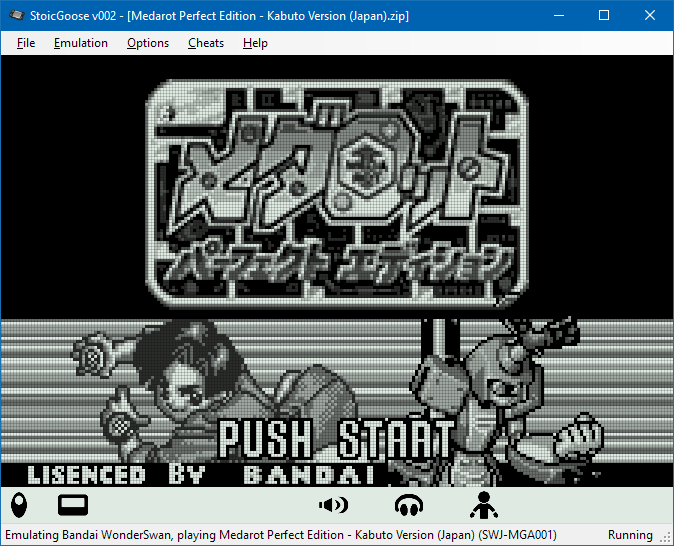 StoicGoose v002 - [Medarot Perfect Edition - Kabuto Version (Japan).zip]
File Emulation Options Cheats Help
メダロット
パーフェクト エディション
PUSH START
LISENCED BY BANDAI
Emulating Bandai WonderSwan, playing Medarot Perfect Edition - Kabuto Version (Japan) (SWJ-MGA001) Running